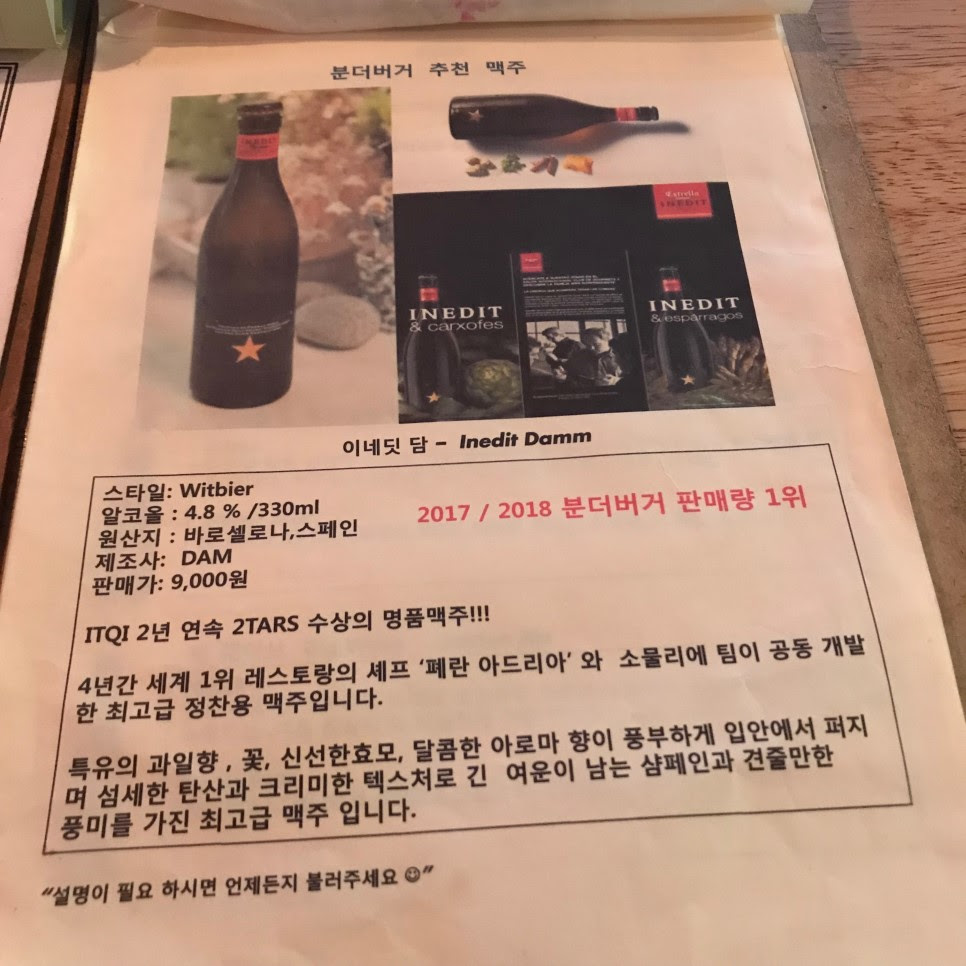 분더버거 추천 맥주
INEDIT
Estrella
INEDIT
INEDIT
& carxofes
INEDIT
& espàrragos
이네딧 담 – Inedit Damm
스타일: Witbier
알코올 : 4.8 % /330ml
원산지 : 바로셀로나,스페인
제조사: DAM
판매가: 9,000원
2017 / 2018 분더버거 판매량 1위
ITQI 2년 연속 2TARS 수상의 명품맥주!!!
4년간 세계 1위 레스토랑의 셰프 ‘페란 아드리아’ 와 소물리에 팀이 공동 개발
한 최고급 정찬용 맥주입니다.
특유의 과일향 , 꽃, 신선한효모, 달콤한 아로마 향이 풍부하게 입안에서 퍼지
며 섬세한 탄산과 크리미한 텍스처로 긴 여운이 남는 샴페인과 견줄만한
풍미를 가진 최고급 맥주 입니다.
“설명이 필요 하시면 언제든지 불러주세요 ☺”